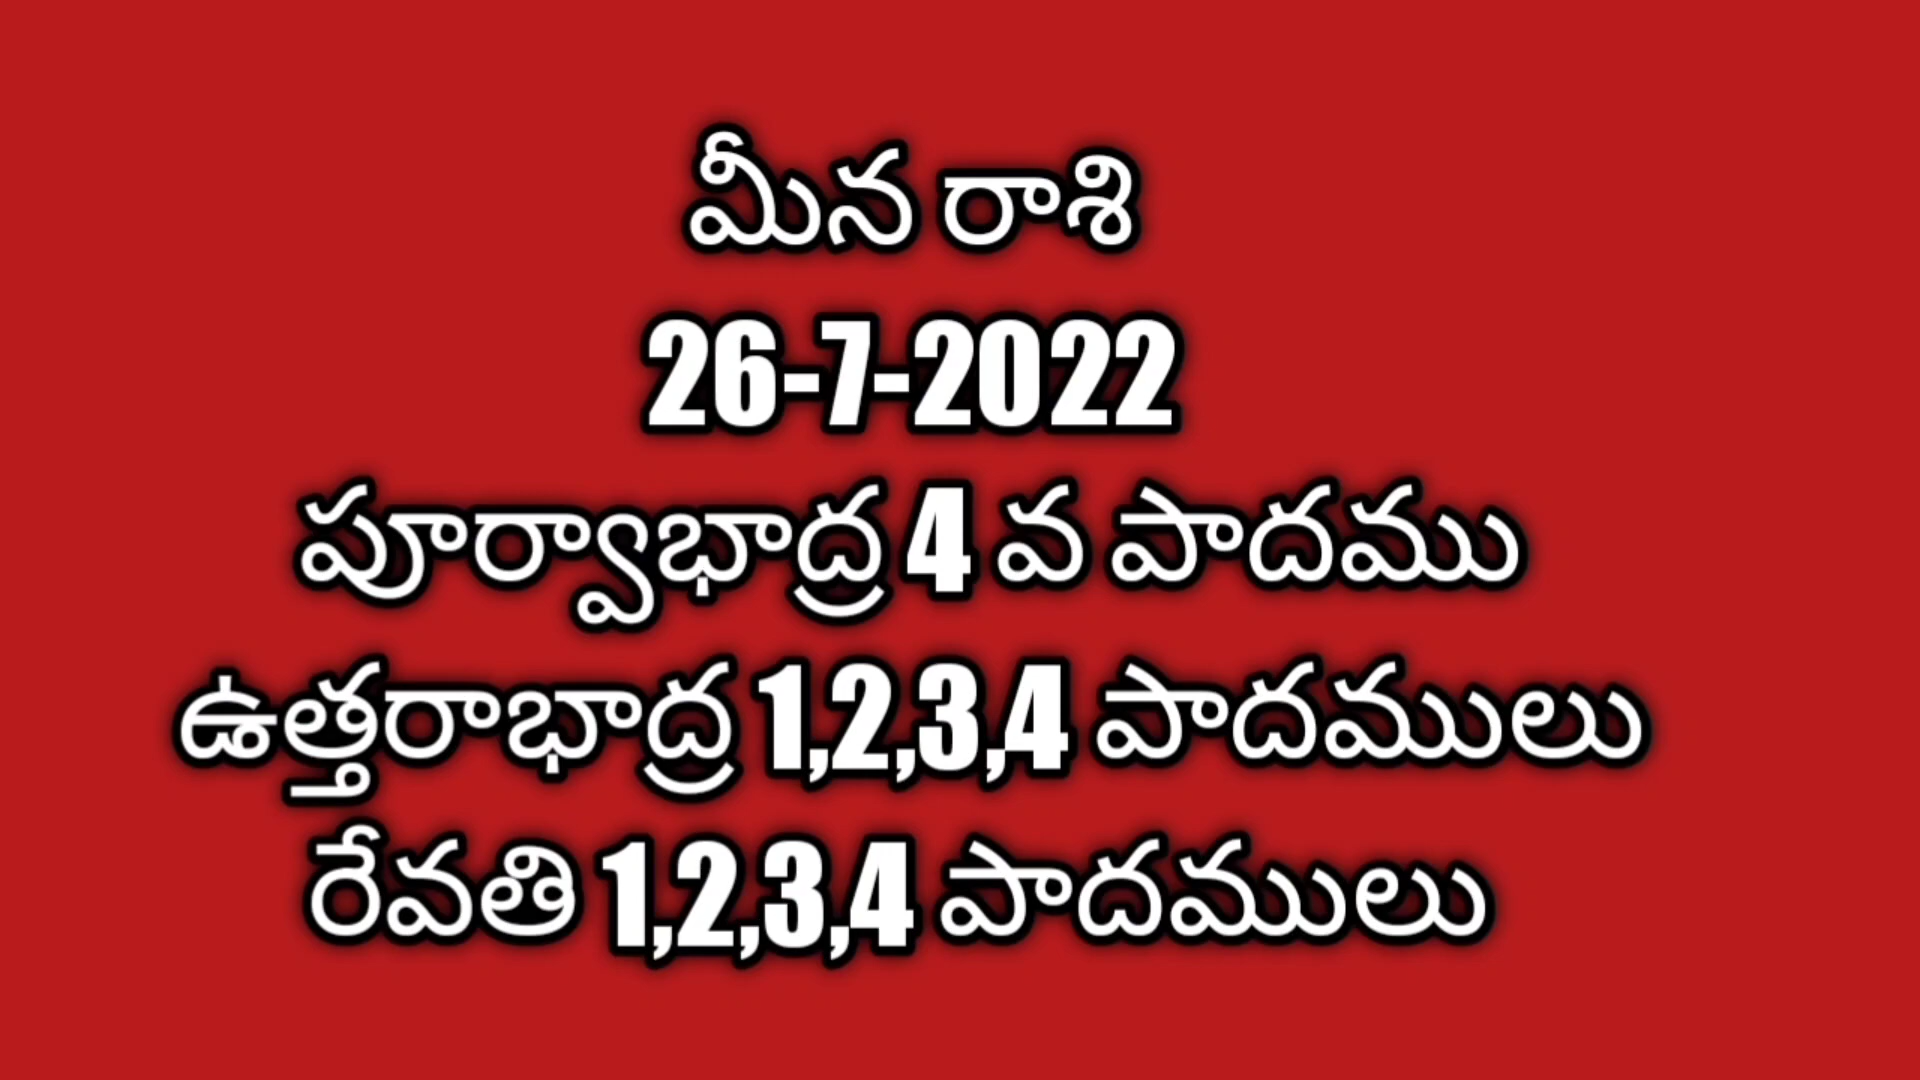 మీన రాశి
26-7-2022
పూర్వాభాద్ర 4 వ పాదము
ఉత్తరాభాద్ర 1,2,3,4 పాదములు
రేవతి 1,2,3,4 పాదములు